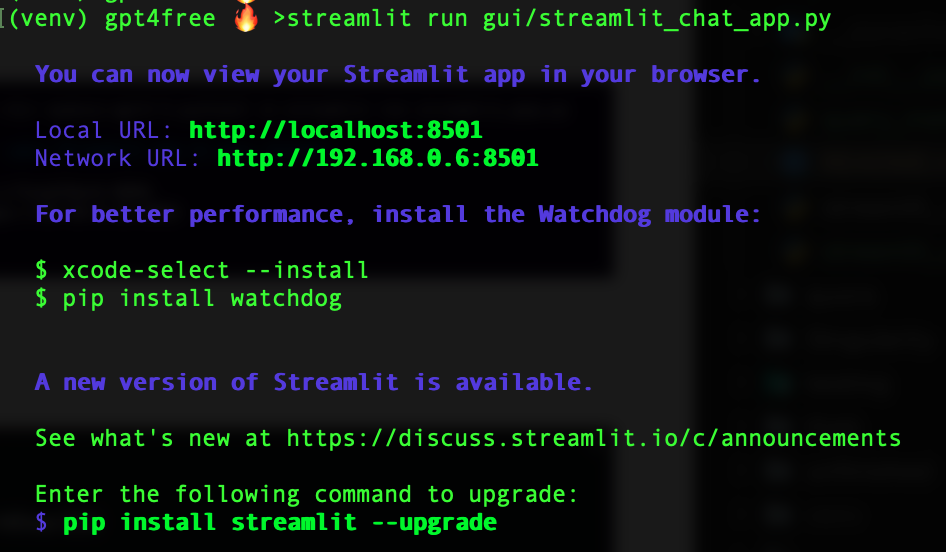 [(venv) gpt4free 🔥 >streamlit run gui/streamlit_chat_app.py
You can now view your Streamlit app in your browser.
Local URL: http://localhost:8501
Network URL: http://192.168.0.6:8501
For better performance, install the Watchdog module:
$ xcode-select --install
$ pip install watchdog
A new version of Streamlit is available.
See what's new at https://discuss.streamlit.io/c/announcements
Enter the following command to upgrade:
$ pip install streamlit --upgrade